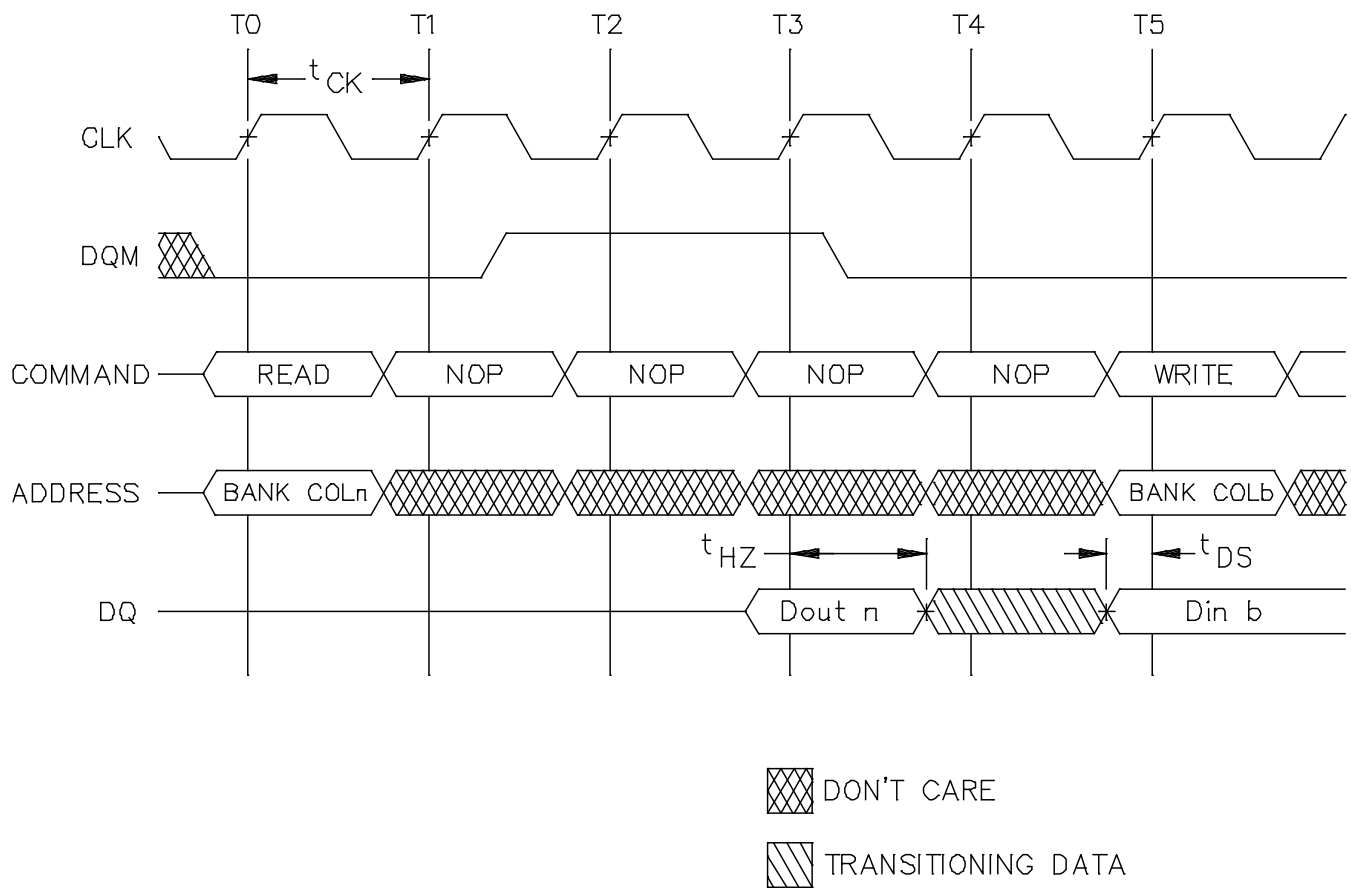 T0 T1 T2 T3 T4 T5
tCK
CLK
DQM
COMMAND READ NOP NOP NOP NOP WRITE
ADDRESS BANK COLn BANK COLb
tHZ tDS
DQ Dout n Din b
DON'T CARE
TRANSITIONING DATA